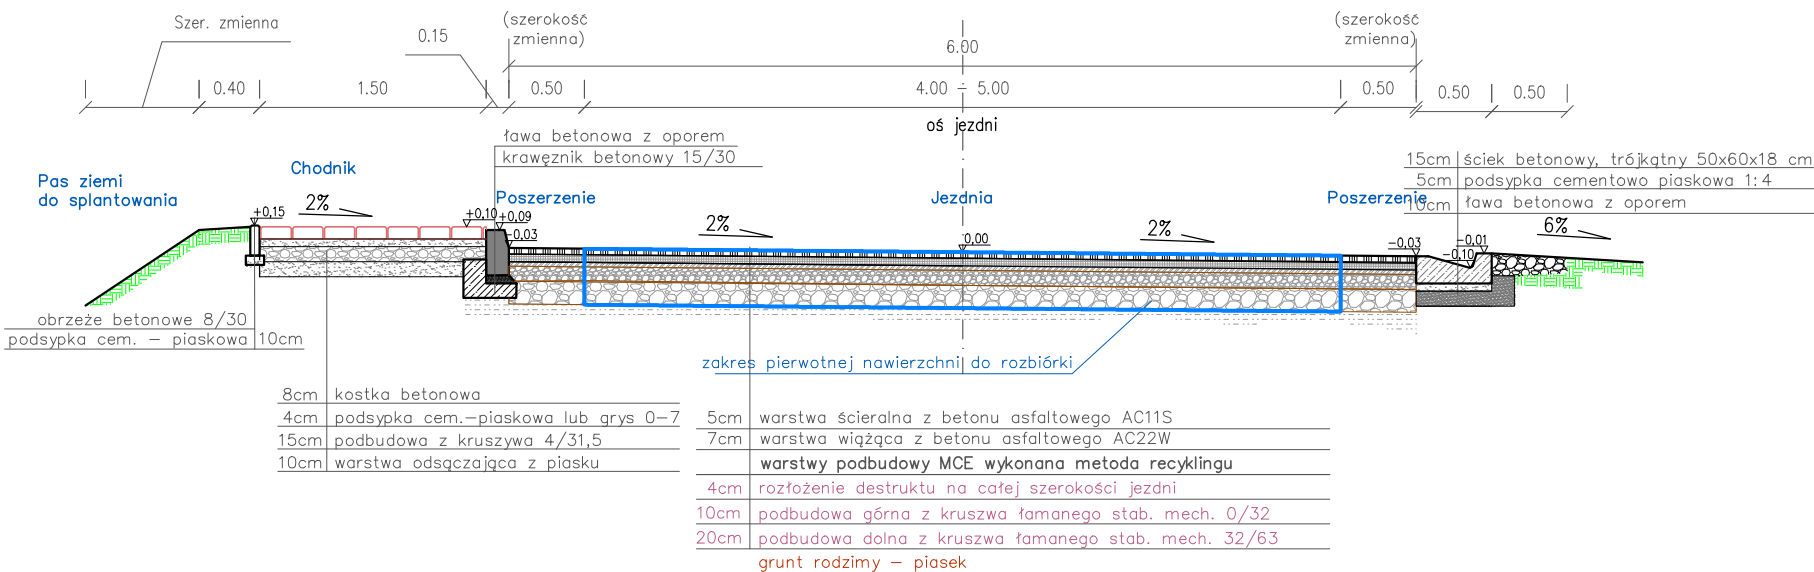 Szer. zmienna
0.15
(szerokość
zmienna)
6.00
(szerokość
zmienna)
0.40
1.50
0.50
4.00 - 5.00
0.50
0.50
0.50
oś jezdni
ława betonowa z oporem
krawęznik betonowy 15/30
Chodnik
Pas ziemi
do splantowania
Poszerzenie
Jezdnia
Poszerzenie
15cm ściek betonowy, trójkątny 50x60x18 cm
5cm podsypka cementowo piaskowa 1:4
10cm ława betonowa z oporem
+0,15
2%
+0,10
+0,09
-0,03
2%
0,00
2%
-0,03
-0,01
-0,10
6%
obrzeże betonowe 8/30
podsypka cem. – piaskowa 10cm
zakres pierwotnej nawierzchni do rozbiórki
8cm kostka betonowa
4cm podsypka cem.–piaskowa lub grys 0–7
15cm podbudowa z kruszywa 4/31,5
10cm warstwa odsączająca z piasku
5cm warstwa ścieralna z betonu asfaltowego AC11S
7cm warstwa wiążąca z betonu asfaltowego AC22W
warstwy podbudowy MCE wykonana metoda recyklingu
4cm rozłożenie destruktu na całej szerokości jezdni
10cm podbudowa górna z kruszwa łamanego stab. mech. 0/32
20cm podbudowa dolna z kruszwa łamanego stab. mech. 32/63
grunt rodzimy – piasek